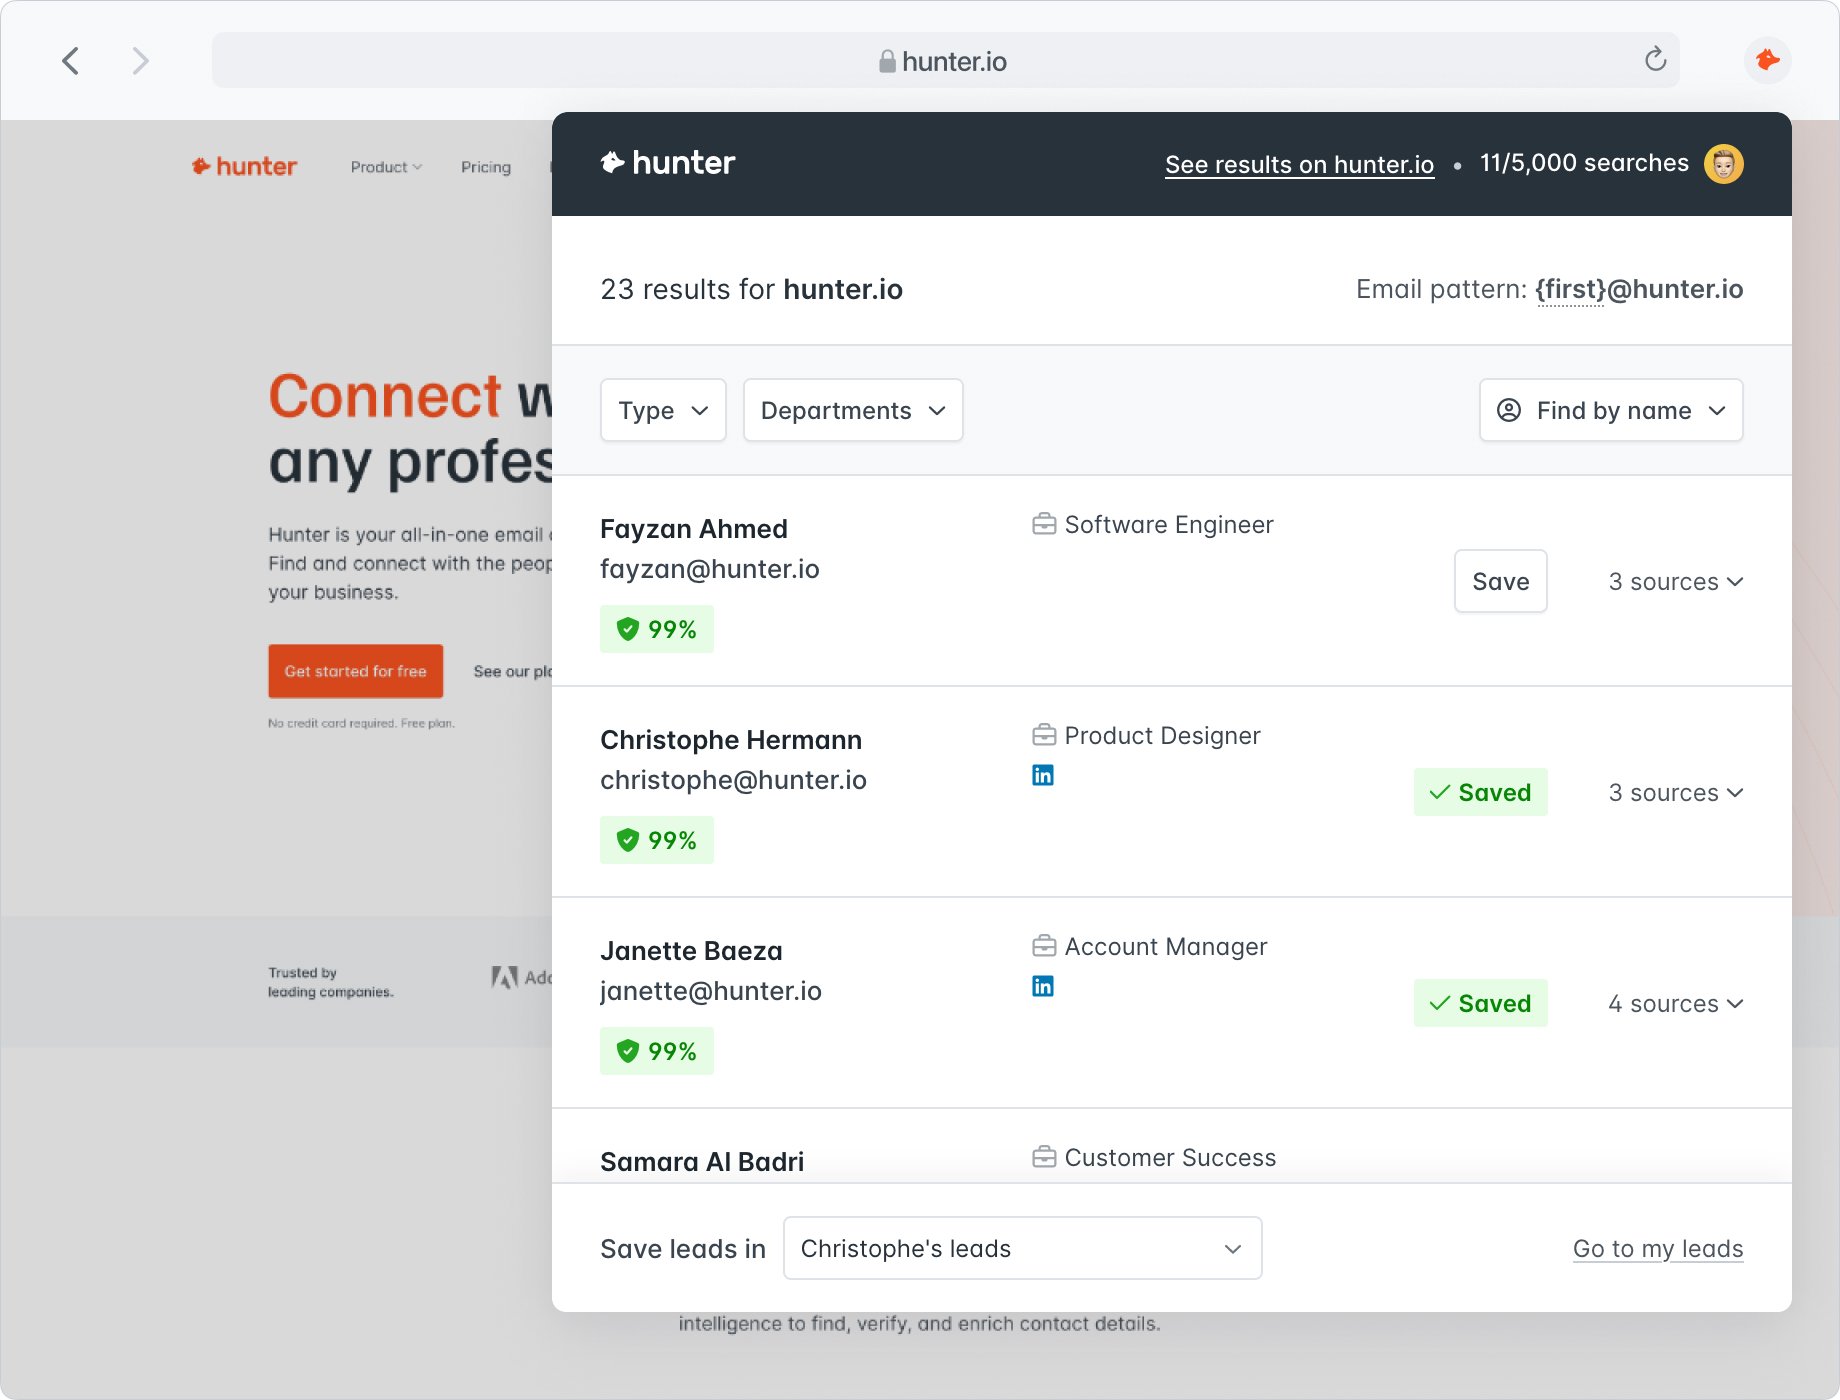 hunter.io
hunter
Product
Pricing
Connect
any
Hunter is your all-in-one email
Find and connect with the
your business.
Get started for free
See our
No credit card required. Free plan.
Trusted by
leading companies.
hunter
See results on hunter.io • 11/5,000 searches
23 results for hunter.io
Email pattern: {first}@hunter.io
Type
Departments
Find by name
Fayzan Ahmed
fayzan@hunter.io
99%
Software Engineer
Save
3 sources
Christophe Hermann
christophe@hunter.io
99%
Product Designer
in
Saved
3 sources
Janette Baeza
janette@hunter.io
99%
Account Manager
in
Saved
4 sources
Samara Al Badri
Customer Success
Save leads in
Christophe's leads
Go to my leads
intelligence to find, verify, and enrich contact details.